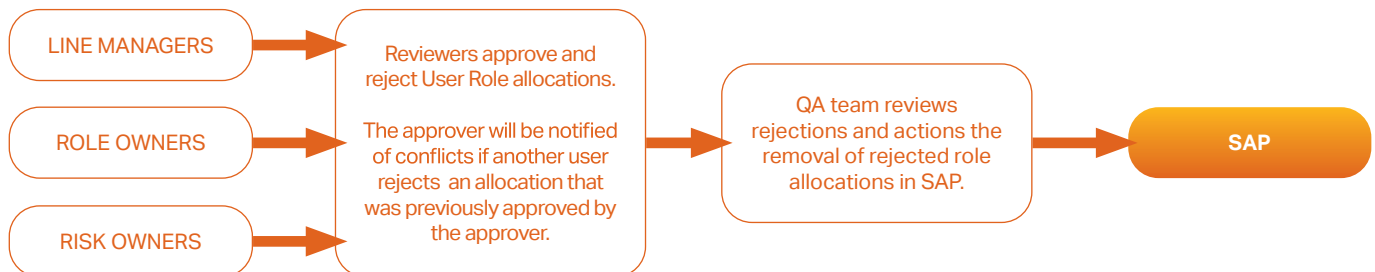 LINE MANAGERS
ROLE OWNERS
RISK OWNERS
Reviewers approve and
reject User Role allocations.
The approver will be notified
of conflicts if another user
rejects an allocation that
was previously approved by
the approver.
QA team reviews
rejections and actions the
removal of rejected role
allocations in SAP.
SAP